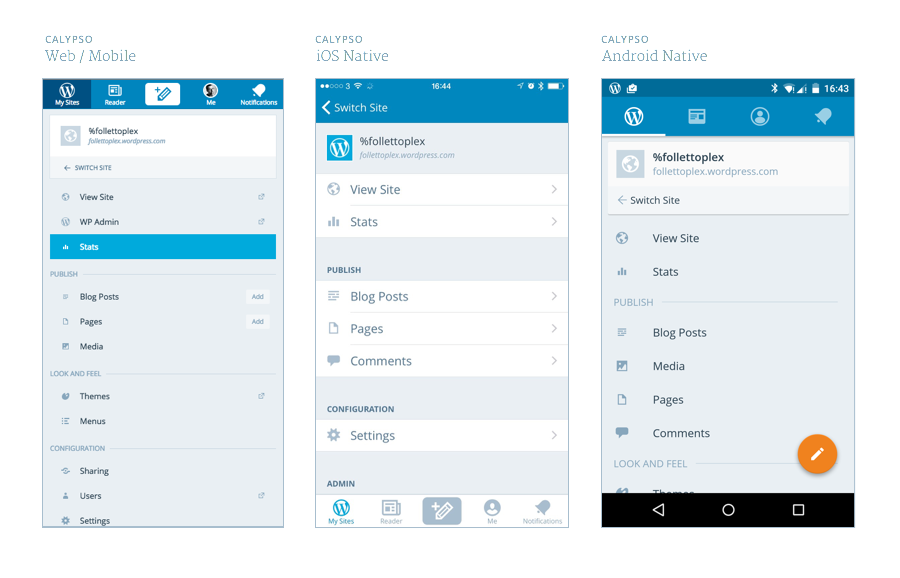 CALYPSO
Web / Mobile
My Sites
Reader
Me
Notifications
%follettoplex
follettoplex.wordpress.com
SWITCH SITE
View Site
WP Admin
Stats
PUBLISH
Blog Posts
Add
Pages
Add
Media
LOOK AND FEEL
Themes
Menus
CONFIGURATION
Sharing
Users
Settings
CALYPSO
iOS Native
3
16:44
Switch Site
%follettoplex
follettoplex.wordpress.com
View Site
Stats
PUBLISH
Blog Posts
Pages
Comments
CONFIGURATION
Settings
ADMIN
My Sites
Reader
Me
Notifications
CALYPSO
Android Native
16:43
%follettoplex
follettoplex.wordpress.com
Switch Site
View Site
Stats
PUBLISH
Blog Posts
Media
Pages
Comments
LOOK AND FEEL
Themes